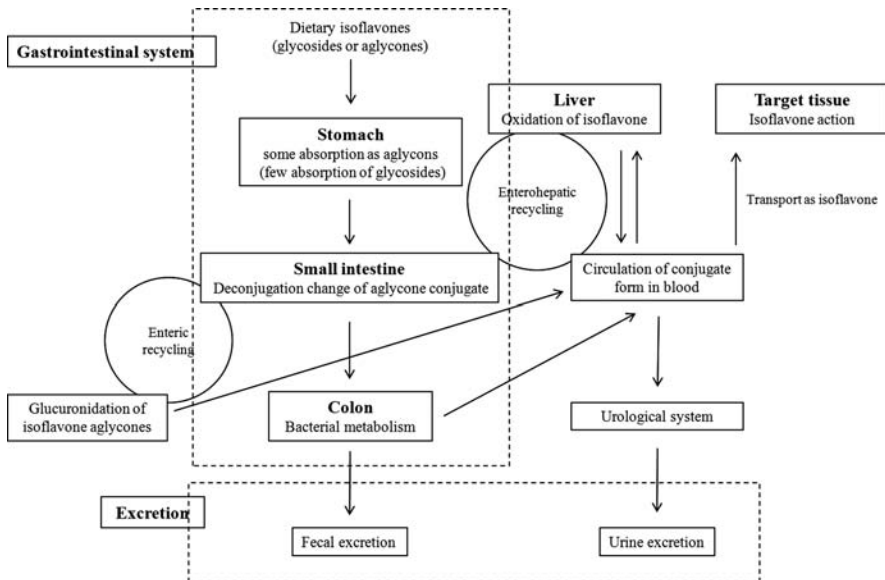 Dietary isoflavones
(glycosides or aglycones)
Gastrointestinal system
Liver
Oxidation of isoflavone
Target tissue
Isoflavone action
Stomach
some absorption as aglycons
(few absorption of glycosides)
Enterohepatic
recycling
Transport as isoflavone
Small intestine
Deconjugation change of aglycone conjugate
Circulation of conjugate
form in blood
Enteric
recycling
Glucuronidation of
isoflavone aglycones
Colon
Bacterial metabolism
Urological system
Excretion
Fecal excretion
Urine excretion